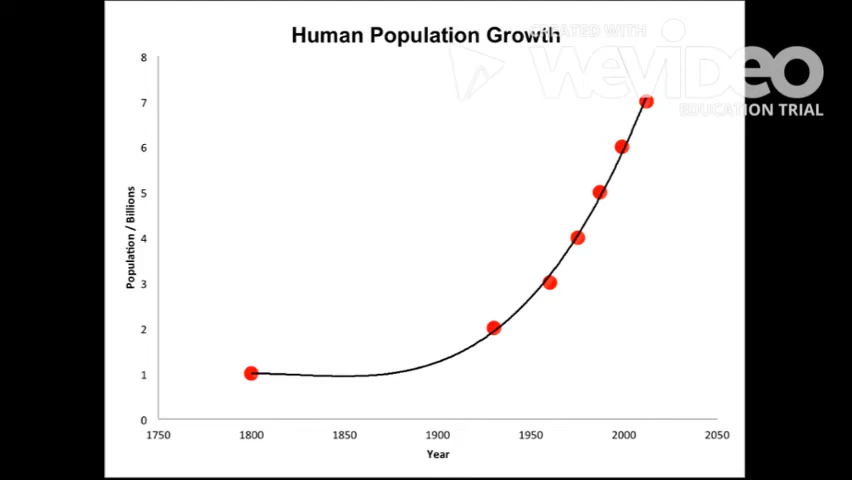 Human Population Growth
CREATED WITH
wevideo
EDUCATION TRIAL
8
7
6
5
4
3
2
1
0
Population / Billions
1750 1800 1850 1900 1950 2000 2050
Year